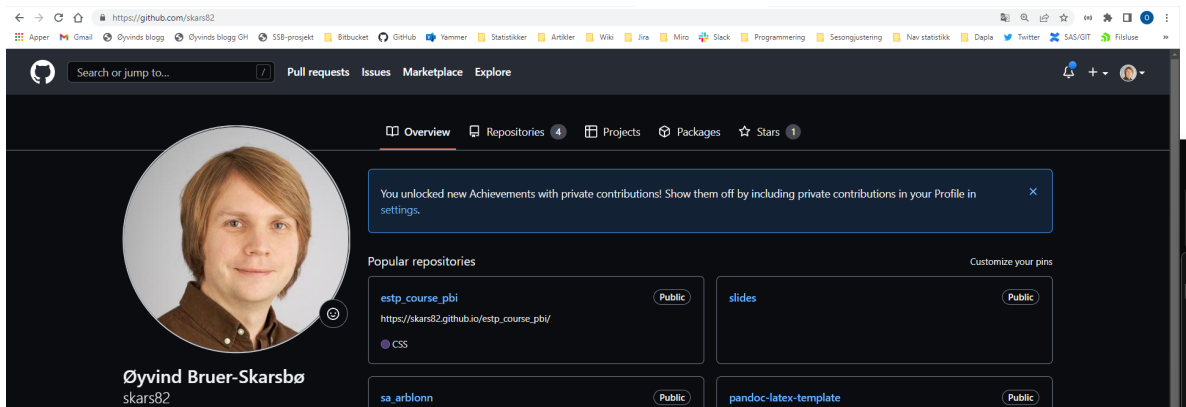 https://github.com/skars82
Apper Gmail Øyvinds blogg Øyvinds blogg GH SSB-prosjekt Bitbucket GitHub Yammer Statistikker Artikler Wiki Jira Miro Slack Programmering Sesongjustering Nav statistikk Dapla Twitter SAS/GIT Filsluse »
Search or jump to... / Pull requests Issues Marketplace Explore
Overview Repositories 4 Projects Packages Stars 1
You unlocked new Achievements with private contributions! Show them off by including private contributions in your Profile in
settings.
Popular repositories Customize your pins
estp_course_pbi Public
https://skars82.github.io/estp_course_pbi/
CSS
slides Public
Øyvind Bruer-Skarsbø
skars82
sa_arblonn Public
pandoc-latex-template Public